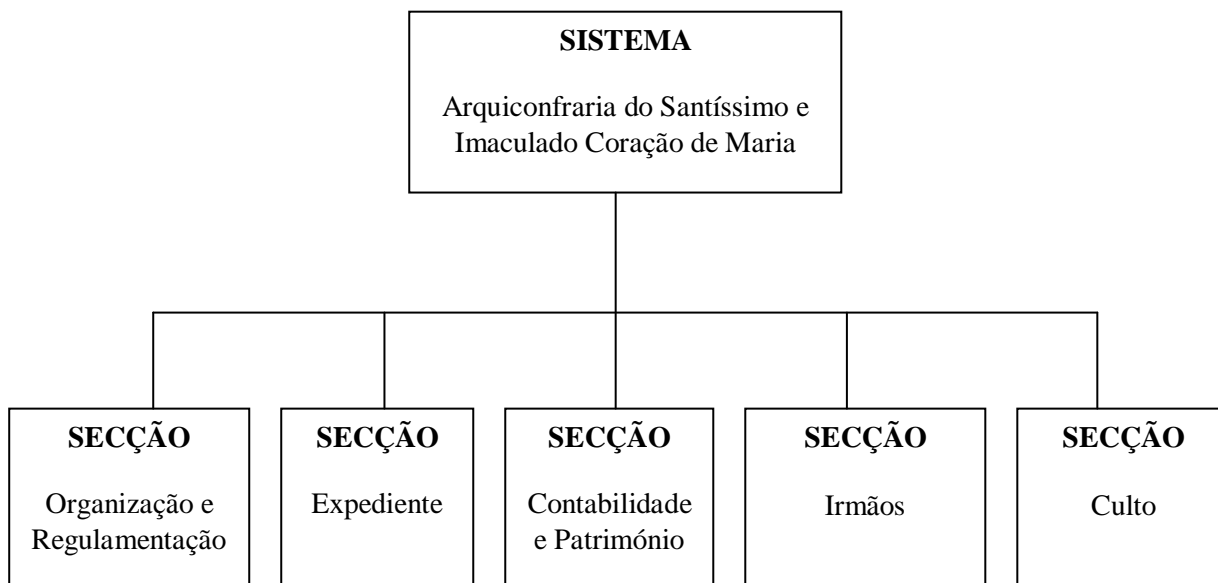 SISTEMA
Arquiconfraria do Santíssimo e
Imaculado Coração de Maria
SECÇÃO
Organização e
Regulamentação
SECÇÃO
Expediente
SECÇÃO
Contabilidade
e Património
SECÇÃO
Irmãos
SECÇÃO
Culto